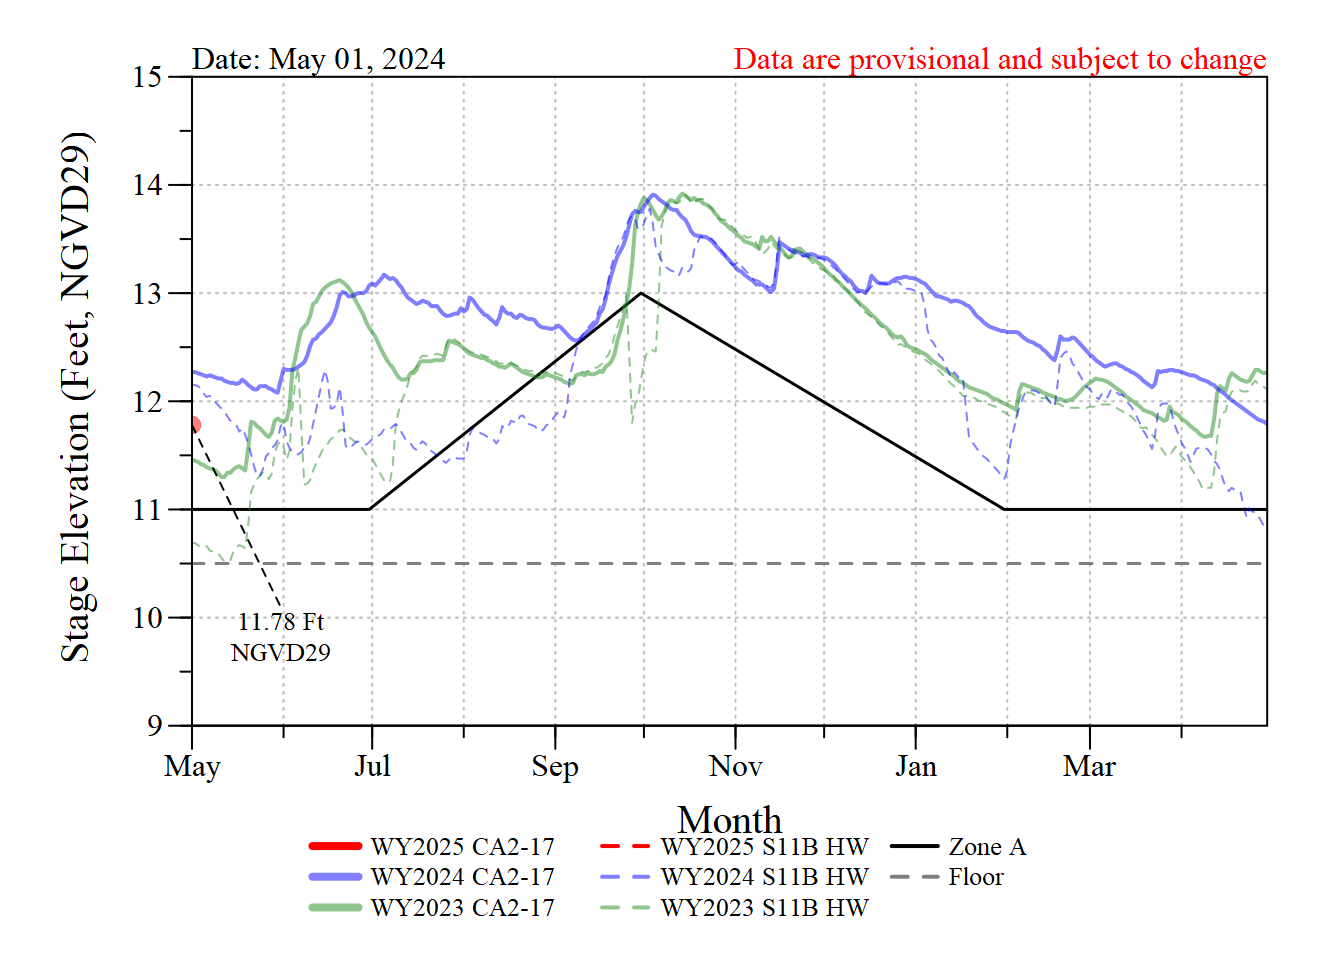 Date: May 01, 2024
Data are provisional and subject to change
Stage Elevation (Feet, NGVD29)
15
14
13
12
11
10
9
11.78 Ft
NGVD29
May Jul Sep Nov Jan Mar
Month
WY2025 CA2-17 WY2025 S11B HW Zone A
WY2024 CA2-17 WY2024 S11B HW Floor
WY2023 CA2-17 WY2023 S11B HW